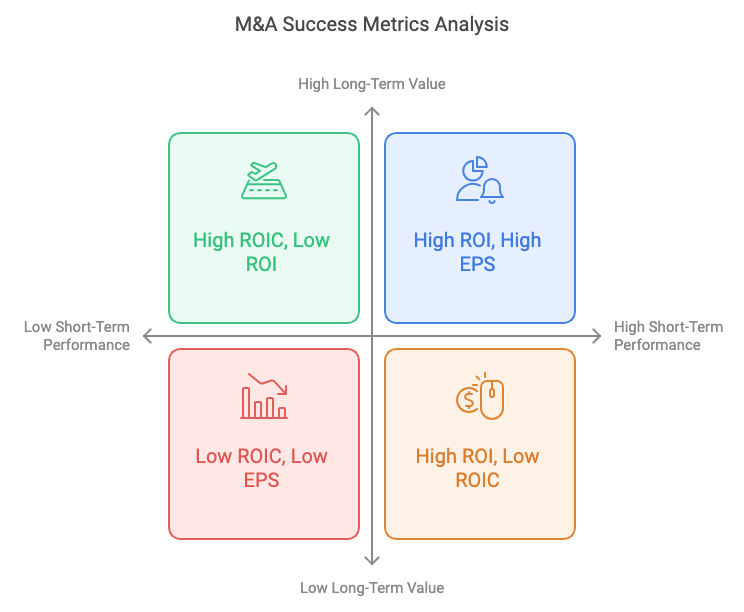 M&A Success Metrics Analysis
High Long-Term Value
High ROIC, Low
ROI
High ROI, High
EPS
Low Short-Term
Performance
High Short-Term
Performance
Low ROIC, Low
EPS
High ROI, Low
ROIC
Low Long-Term Value